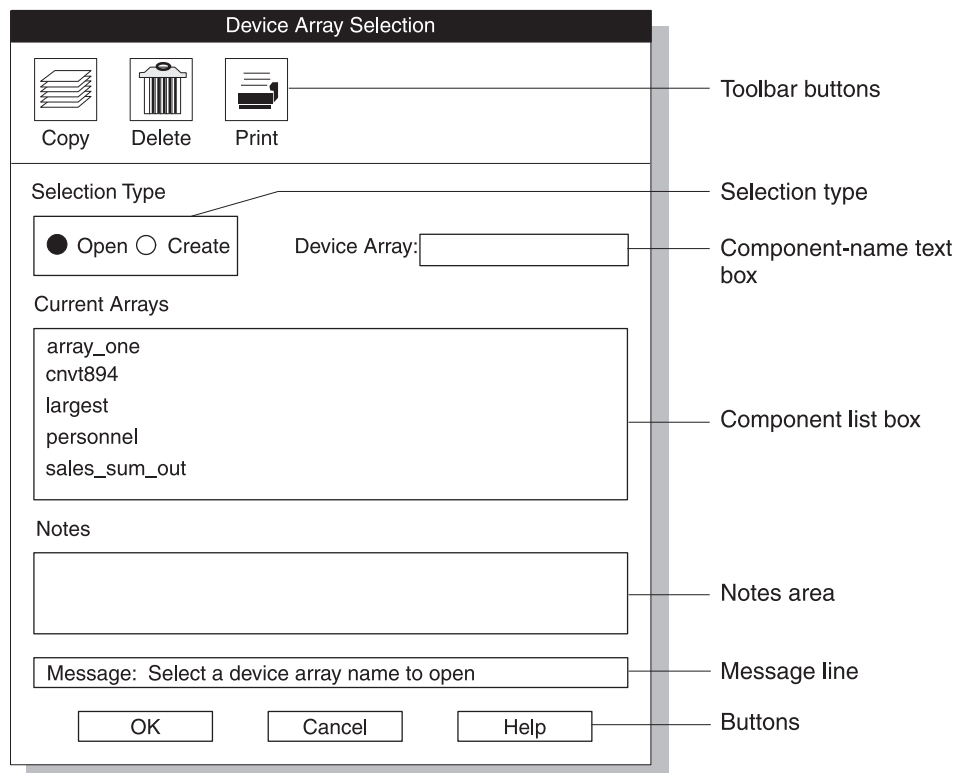 Device Array Selection
Copy Delete Print
Toolbar buttons
Selection Type
Selection type
Open Create
Device Array:
Component-name text
box
Current Arrays
array_one
cnvt894
largest
personnel
sales_sum_out
Component list box
Notes
Notes area
Message: Select a device array name to open
Message line
OK Cancel Help
Buttons